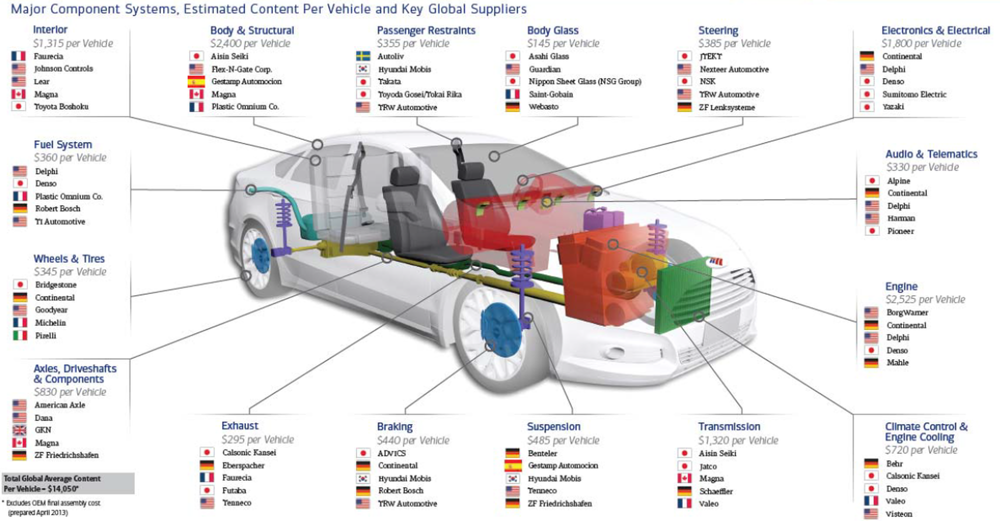 Major Component Systems, Estimated Content Per Vehicle and Key Global Suppliers
Interior
$1,315 per Vehicle
Faurecia
Johnson Controls
Lear
Magna
Toyota Boshoku
Body & Structural
$2,400 per Vehicle
Aisin Seiki
Flex-N-Gate Corp.
Gestamp Automocion
Magna
Plastic Omnium Co.
Passenger Restraints
$355 per Vehicle
Autoliv
Hyundai Mobis
Takata
Toyoda Gosei/Tokai Rika
TRW Automotive
Body Glass
$145 per Vehicle
Asahi Glass
Guardian
Nippon Sheet Glass (NSG Group)
Saint-Gobain
Webasto
Steering
$385 per Vehicle
JTEKT
Nexteer Automotive
NSK
TRW Automotive
ZF Lenksysteme
Electronics & Electrical
$1,800 per Vehicle
Continental
Delphi
Denso
Sumitomo Electric
Yazaki
Fuel System
$360 per Vehicle
Delphi
Denso
Plastic Omnium Co.
Robert Bosch
TI Automotive
Audio & Telematics
$330 per Vehicle
Alpine
Continental
Delphi
Harman
Pioneer
Wheels & Tires
$345 per Vehicle
Bridgestone
Continental
Goodyear
Michelin
Pirelli
Engine
$2,525 per Vehicle
BorgWarner
Continental
Delphi
Denso
Mahle
Axles, Driveshafts
& Components
$830 per Vehicle
American Axle
Dana
GKN
Magna
ZF Friedrichshafen
Exhaust
$295 per Vehicle
Calsonic Kansei
Eberspacher
Faurecia
Futaba
Tenneco
Braking
$440 per Vehicle
ADVICS
Continental
Hyundai Mobis
Robert Bosch
TRW Automotive
Suspension
$485 per Vehicle
Benteler
Gestamp Automocion
Hyundai Mobis
Tenneco
ZF Friedrichshafen
Transmission
$1,320 per Vehicle
Aisin Seiki
Jatco
Magna
Schaeffler
Valeo
Climate Control &
Engine Cooling
$720 per Vehicle
Behr
Calsonic Kansei
Denso
Valeo
Visteon
Total Global Average Content
Per Vehicle – $14,050*
* Excludes OEM final assembly cost
(prepared April 2013)